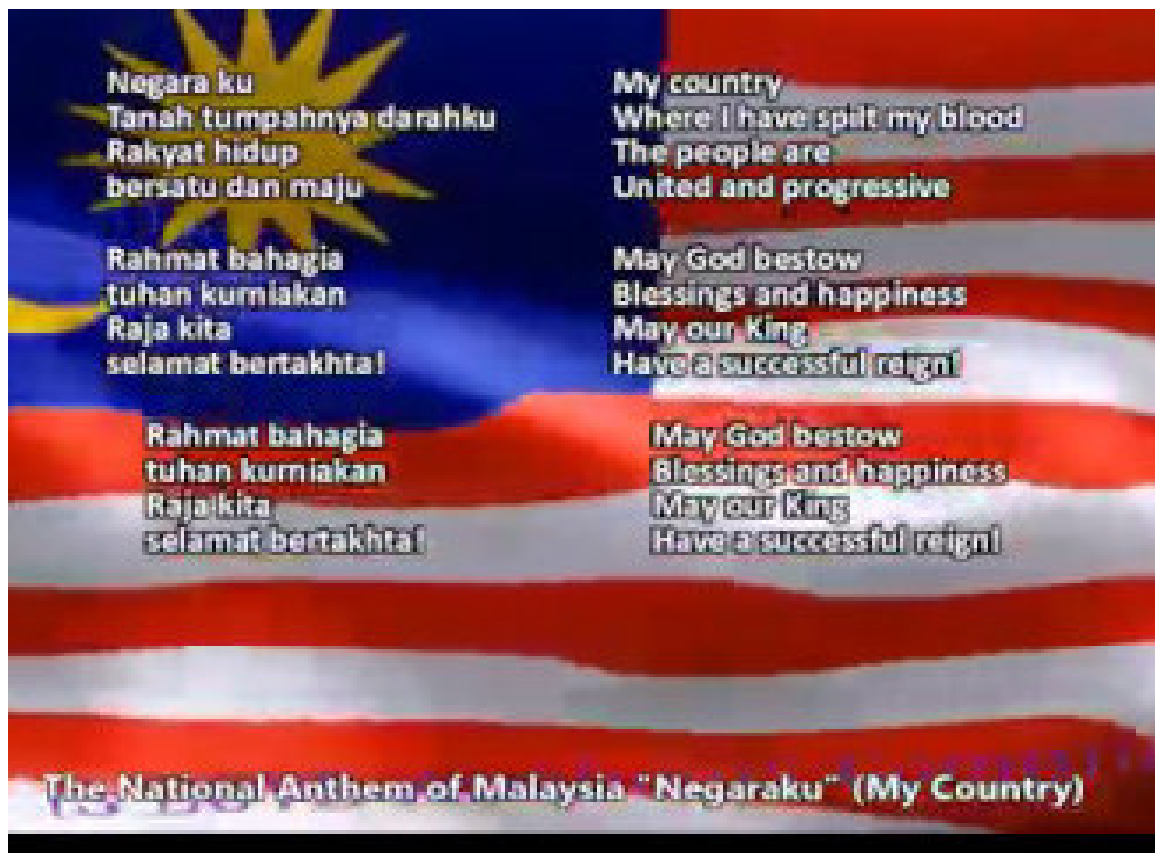 Negara ku
Tanah tumpahnya darahku
Rakyat hidup
bersatu dan maju
Rahmat bahagia
tuhan kurniakan
Raja kita
selamat bertakhta!
Rahmat bahagia
tuhan kurniakan
Raja kita
selamat bertakhta!
My country
Where I have spilt my blood
The people are
United and progressive
May God bestow
Blessings and happiness
May our King
Have a successful reign!
May God bestow
Blessings and happiness
May our King
Have a successful reign!
The National Anthem of Malaysia "Negaraku" (My Country)